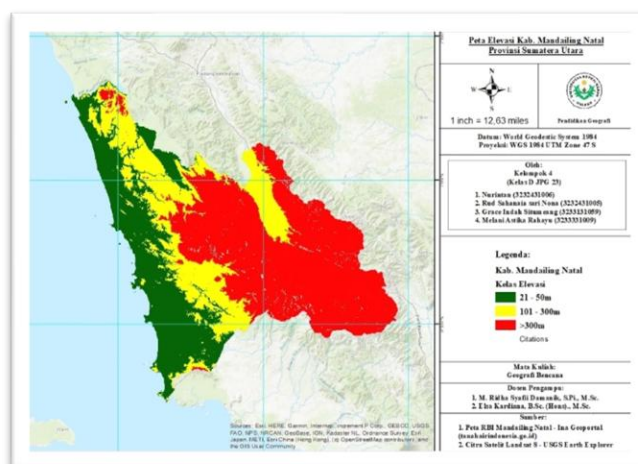 Peta Elevasi Kab. Mandailing Natal
Provinsi Sumatera Utara
N
W
E
S
1 inch = 12,63 miles
Pendidikan Geografi
Datum: World Geodetic System 1984
Proyeksi: WGS 1984 UTM Zone 47 S
Oleh:
Kelompok 4
(Kelas D JPG 23)
1. Nurintan (3232431006)
2. Rud Sahanaia sari Nona (3232431005)
3. Grace Indah Situmeang (3233131059)
4. Melani Astika Rahayu (3233331009)
Legenda:
Kab. Mandailing Natal
Kelas Elevasi
21 - 50m
101 - 300m
>300m
Citations
Mata Kuliah:
Geografi Bencana
Dosen Pengampu:
1. M. Ridha Syafii Damanik, S.Pi., M.Sc.
2. Elsa Kardiana, B.Sc. (Hons)., M.Sc.
Sumber:
1. Peta RBI Mandailing Natal - Ina Geoportal
(tanahairindonesia.go.id)
2. Citra Satelit Landsat 8 - USGS Earth Explorer
Sources: Esri, HERE, Garmin, Intermap, increment P Corp., GEBCO, USGS,
FAO, NPS, NRCAN, GeoBase, IGN, Kadaster NL, Ordnance Survey, Esri
Japan, METI, Esri China (Hong Kong), (c) OpenStreetMap contributors, and
the GIS User Community